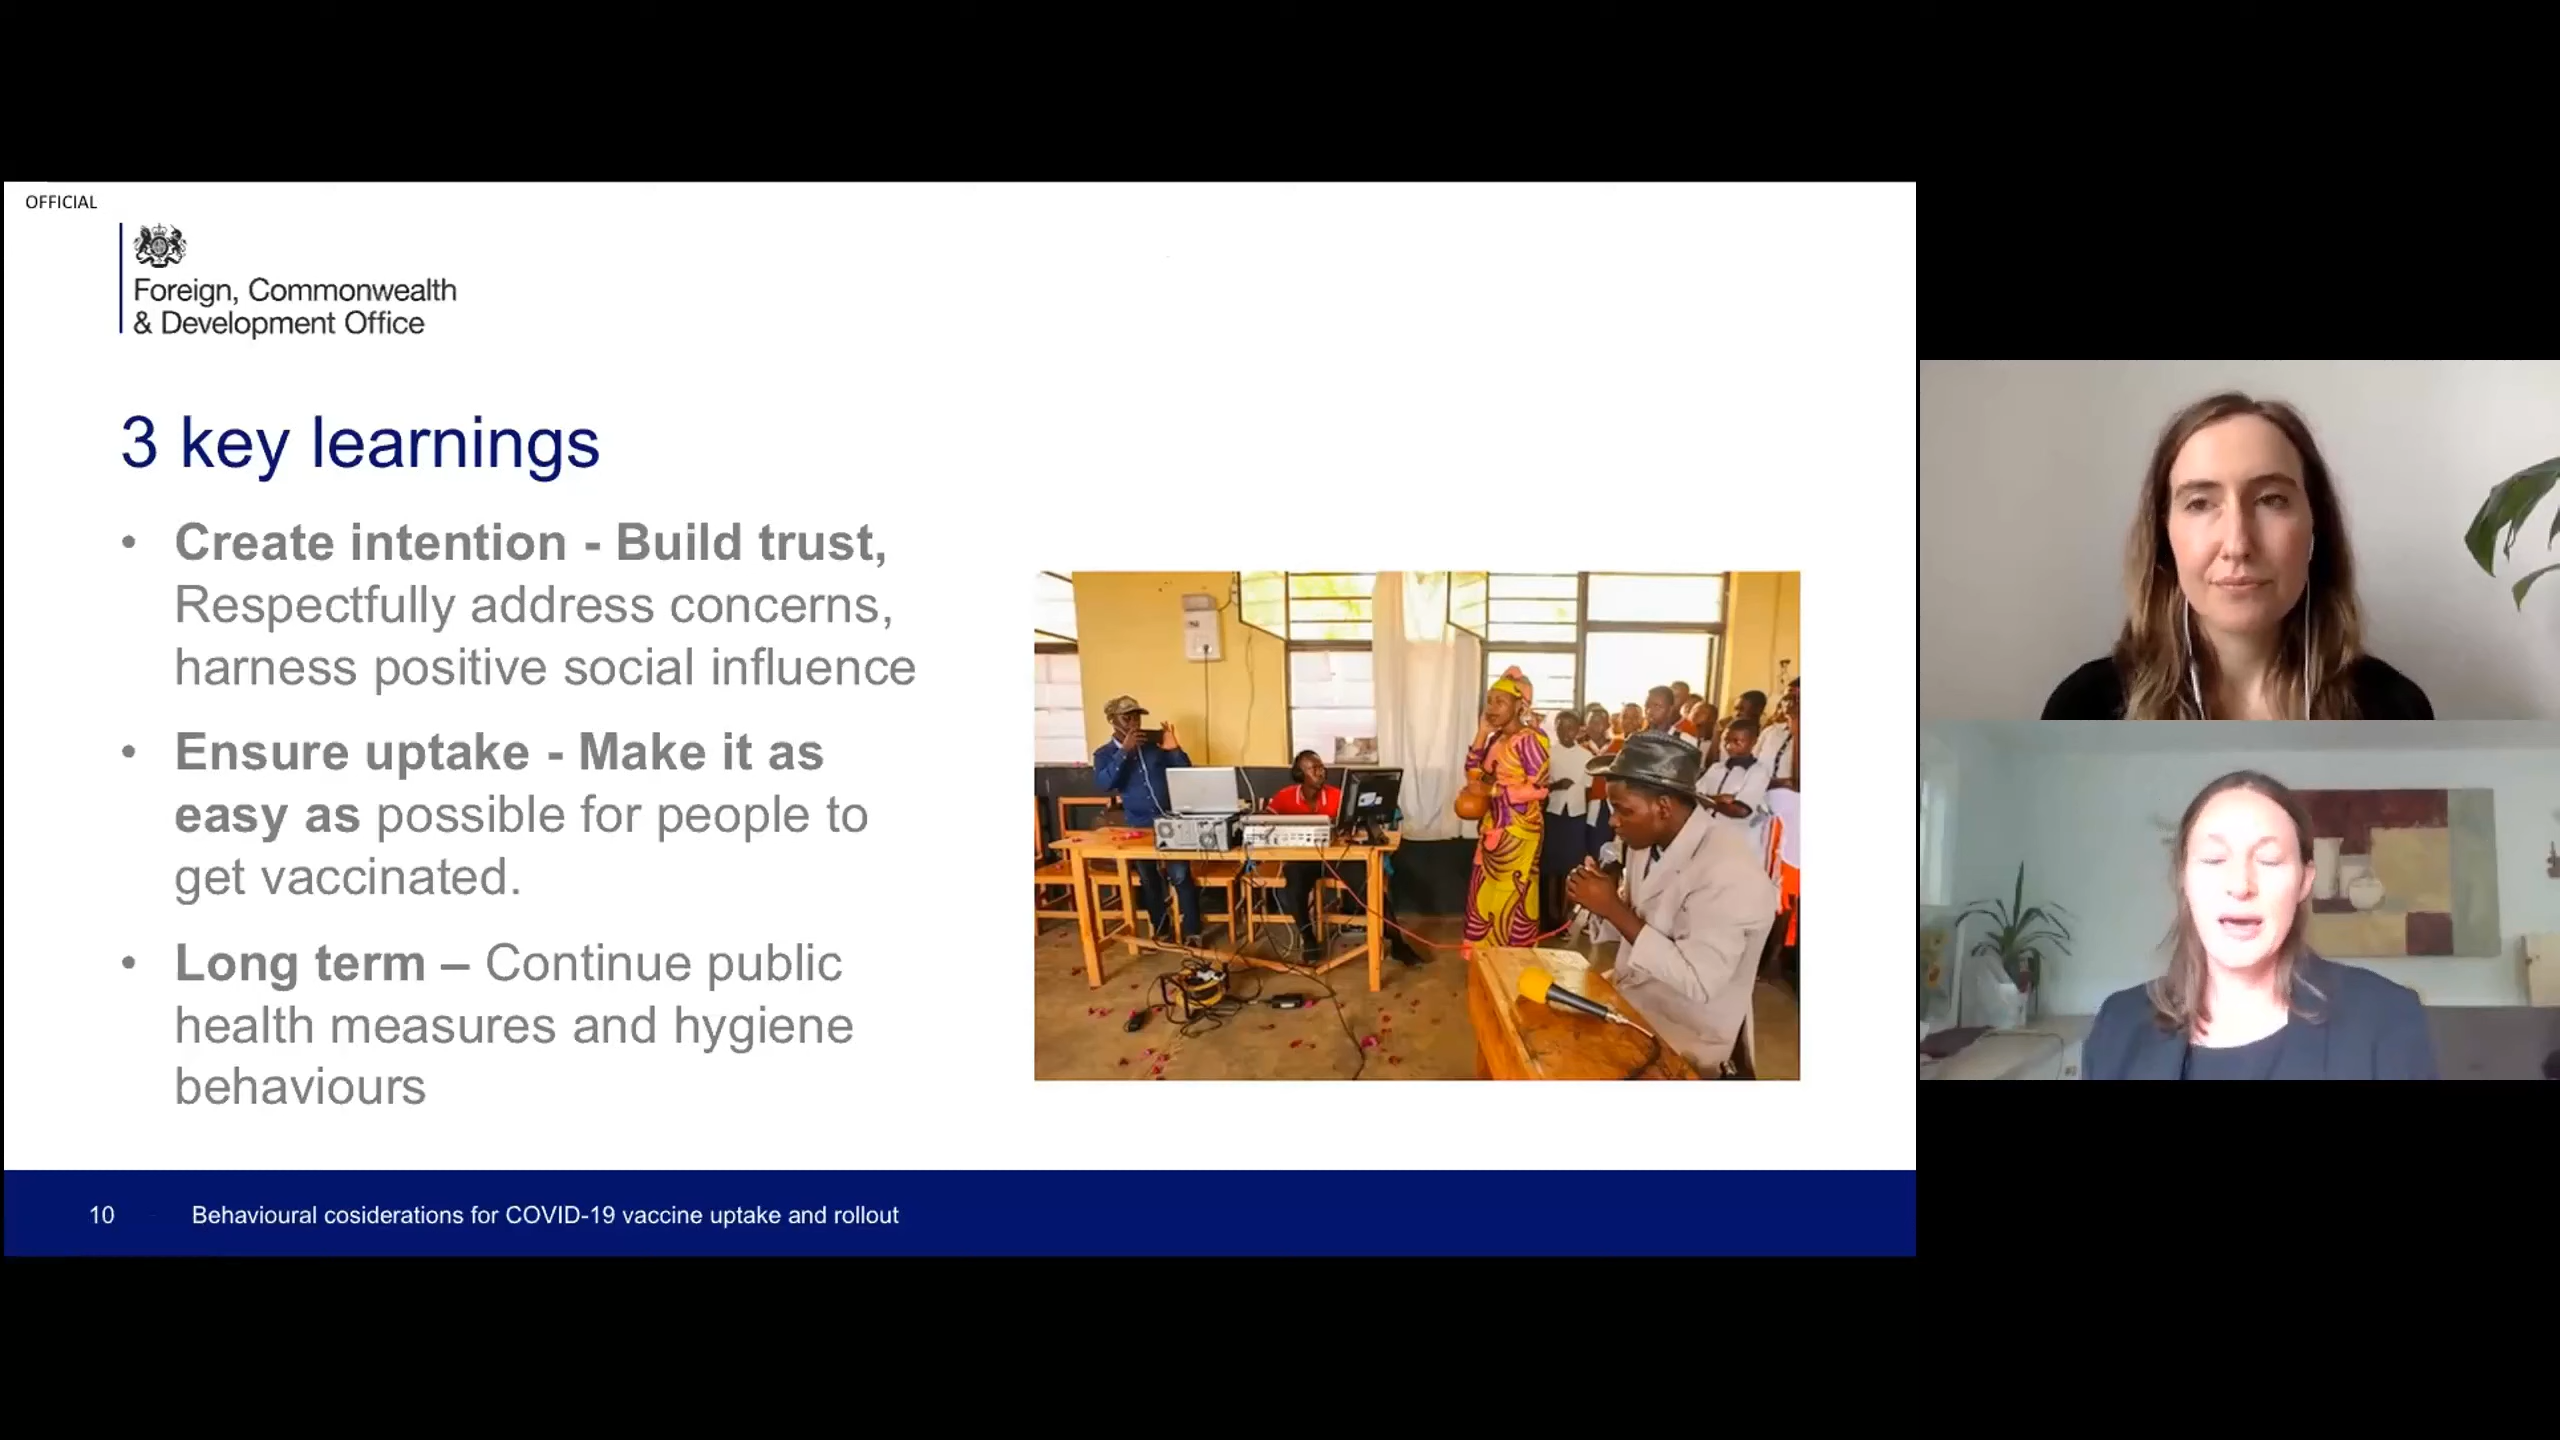 OFFICIAL
Foreign, Commonwealth
& Development Office
3 key learnings
• Create intention - Build trust,
Respectfully address concerns,
harness positive social influence
• Ensure uptake - Make it as
easy as possible for people to
get vaccinated.
• Long term – Continue public
health measures and hygiene
behaviours
10 Behavioural cosiderations for COVID-19 vaccine uptake and rollout